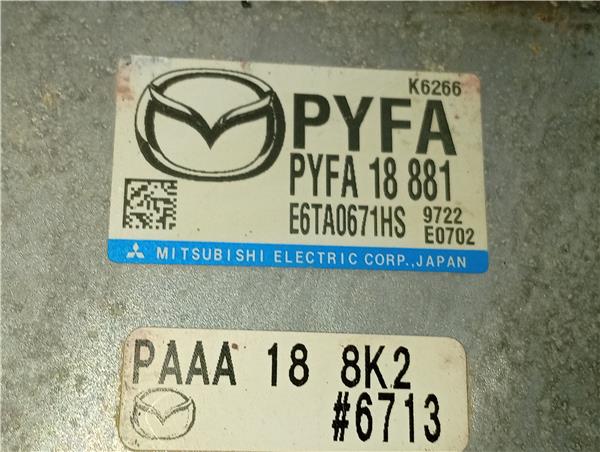 K6266
PYFA
PYFA 18 881
E6TA0671HS 9722
E0702
MITSUBISHI ELECTRIC CORP.,JAPAN
PAAA 18 8K2
#6713